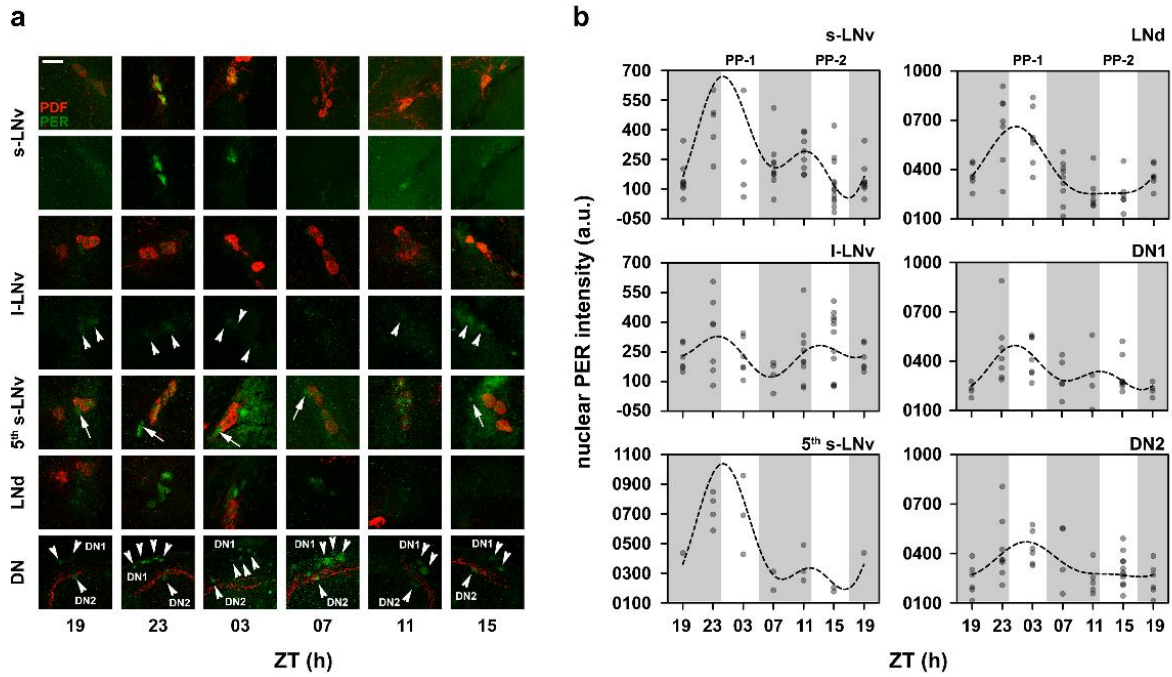 a
s-LNv
PDF
PER
l-LNv
5th s-LNv
LNd
DN
DN1
DN2
DN1
DN2
DN1
DN2
DN1
DN2
DN1
DN2
DN1
DN2
19 23 03 07 11 15
ZT (h)
b
nuclear PER intensity (a.u.)
s-LNv
PP-1 PP-2
700
550
400
250
100
-050
LNd
PP-1 PP-2
1000
0700
0400
0100
l-LNv
700
550
400
250
100
-050
DN1
1000
0700
0400
0100
5th s-LNv
1100
0900
0700
0500
0300
0100
DN2
1000
0700
0400
0100
19 23 03 07 11 15 19
19 23 03 07 11 15 19
ZT (h)